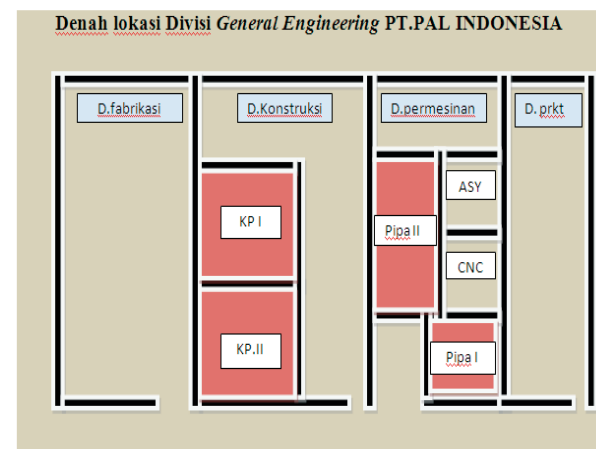 Denah lokasi Divisi General Engineering PT.PAL INDONESIA
D.fabrikasi
D.Konstruksi
D.permesinan
D. prkt
ASY
KP I
Pipa II
CNC
KP.II
Pipa I